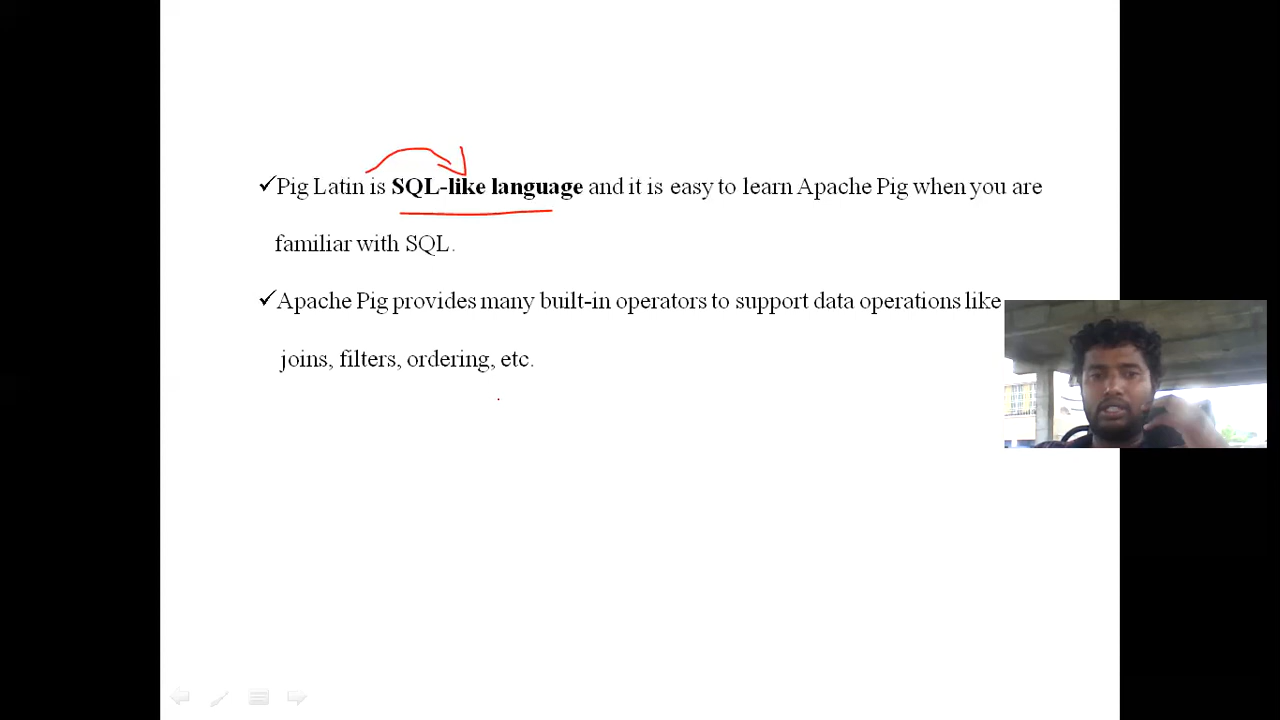 ✓Pig Latin is SQL-like language and it is easy to learn Apache Pig when you are
familiar with SQL.
✓Apache Pig provides many built-in operators to support data operations like
joins, filters, ordering, etc.